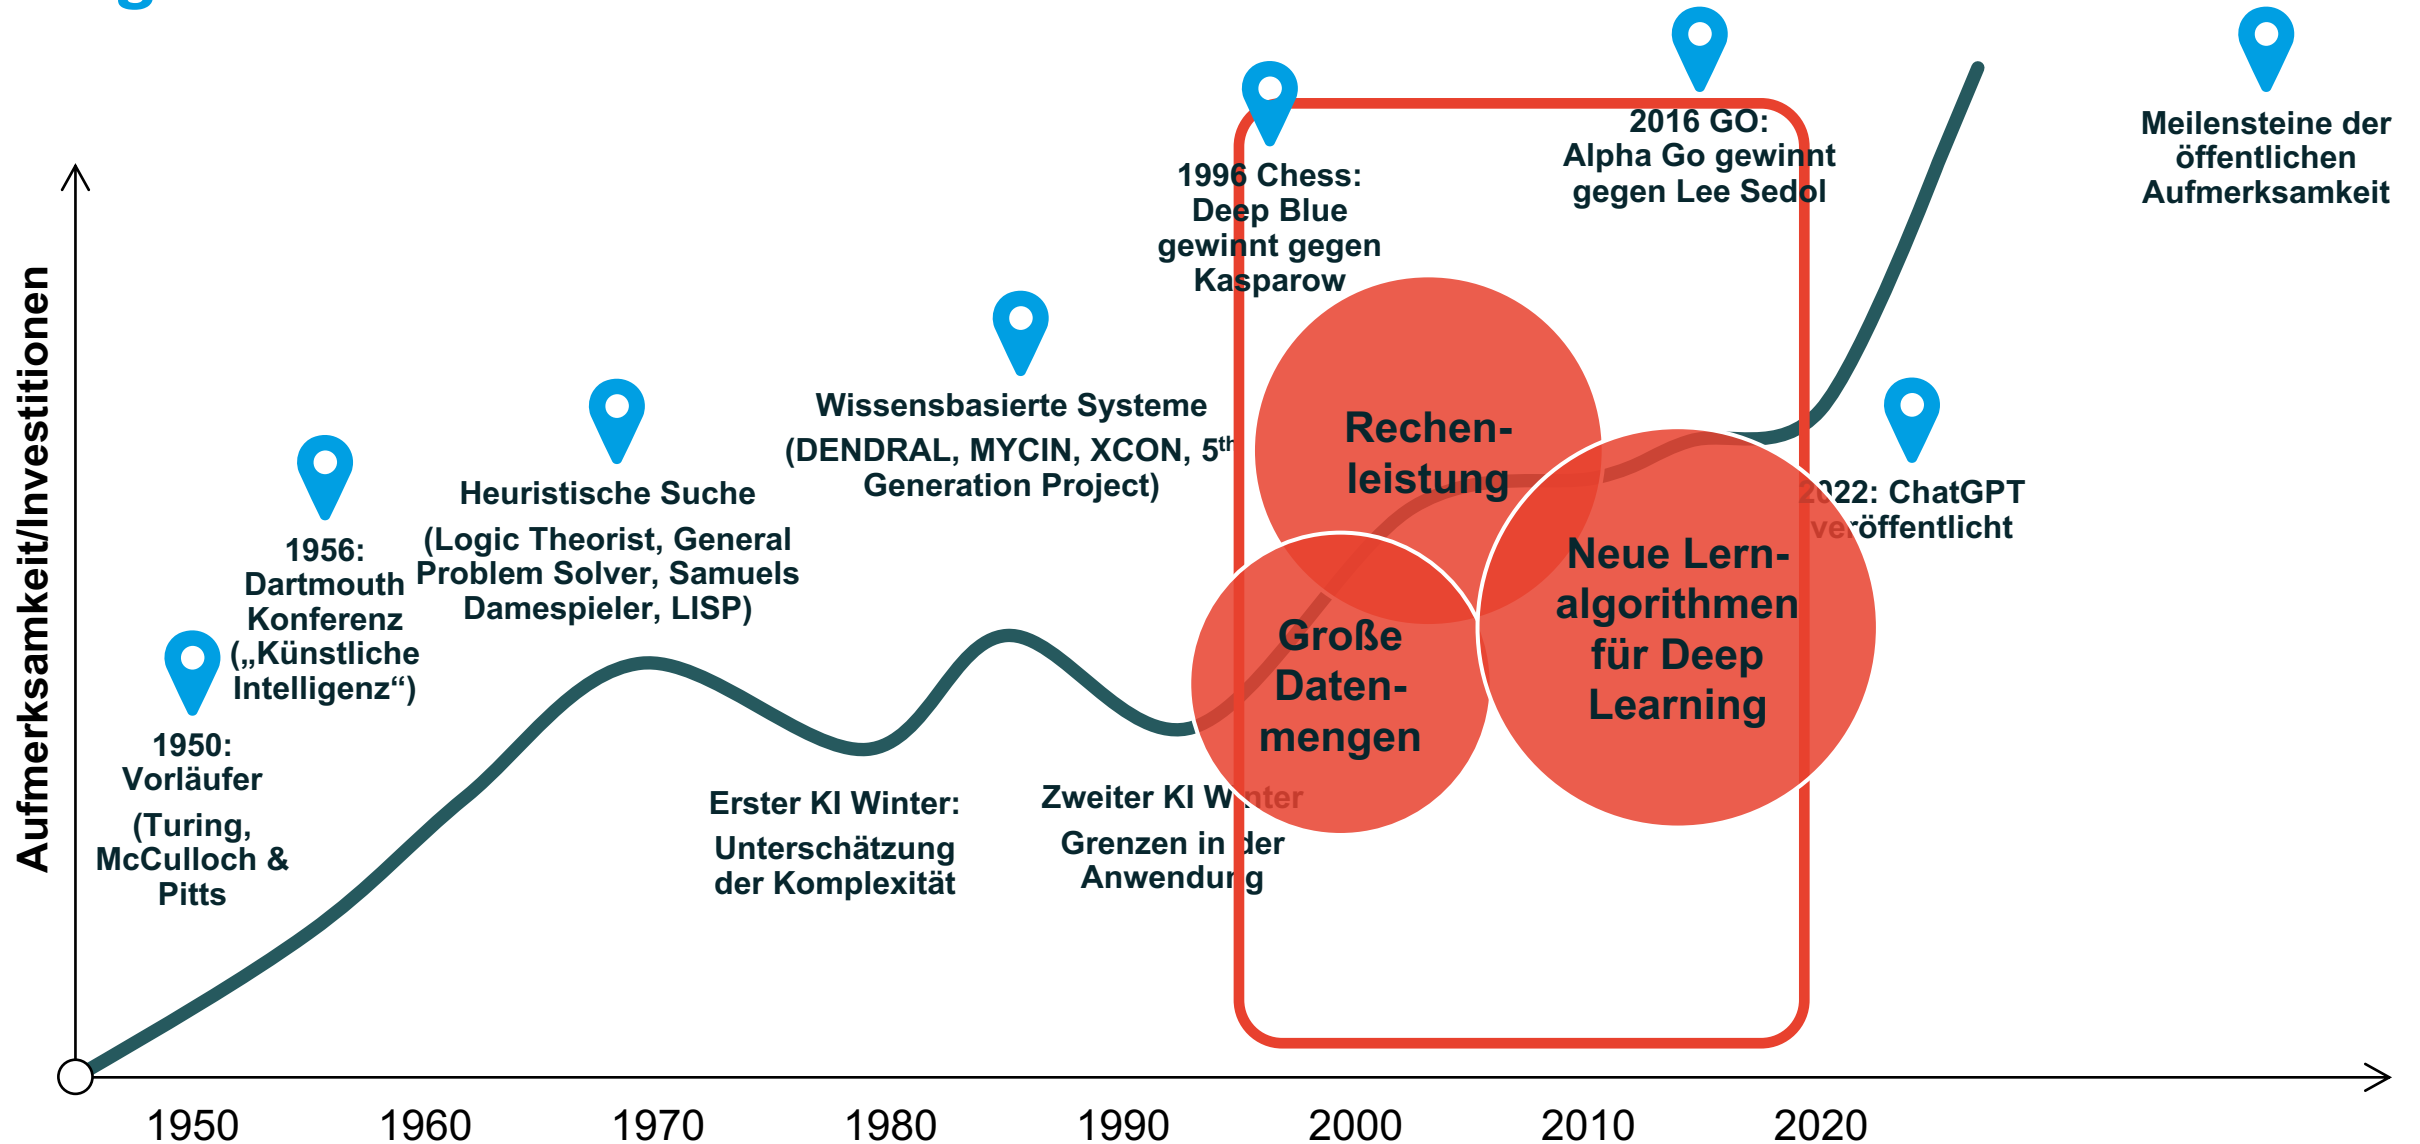 Aufmerksamkeit/Investitionen
1950:
Vorläufer
(Turing,
McCulloch &
Pitts
1956:
Dartmouth
Konferenz
(„Künstliche
Intelligenz“)
Heuristische Suche
(Logic Theorist, General
Problem Solver, Samuels
Damespieler, LISP)
Wissensbasierte Systeme
(DENDRAL, MYCIN, XCON, 5th
Generation Project)
Erster KI Winter:
Unterschätzung
der Komplexität
Zweiter KI Winter
Grenzen in der
Anwendung
1996 Chess:
Deep Blue
gewinnt gegen
Kasparow
2016 GO:
Alpha Go gewinnt
gegen Lee Sedol
Rechen-
leistung
Große
Daten-
mengen
Neue Lern-
algorithmen
für Deep
Learning
2022: ChatGPT
veröffentlicht
Meilensteine der
öffentlichen
Aufmerksamkeit
1950 1960 1970 1980 1990 2000 2010 2020